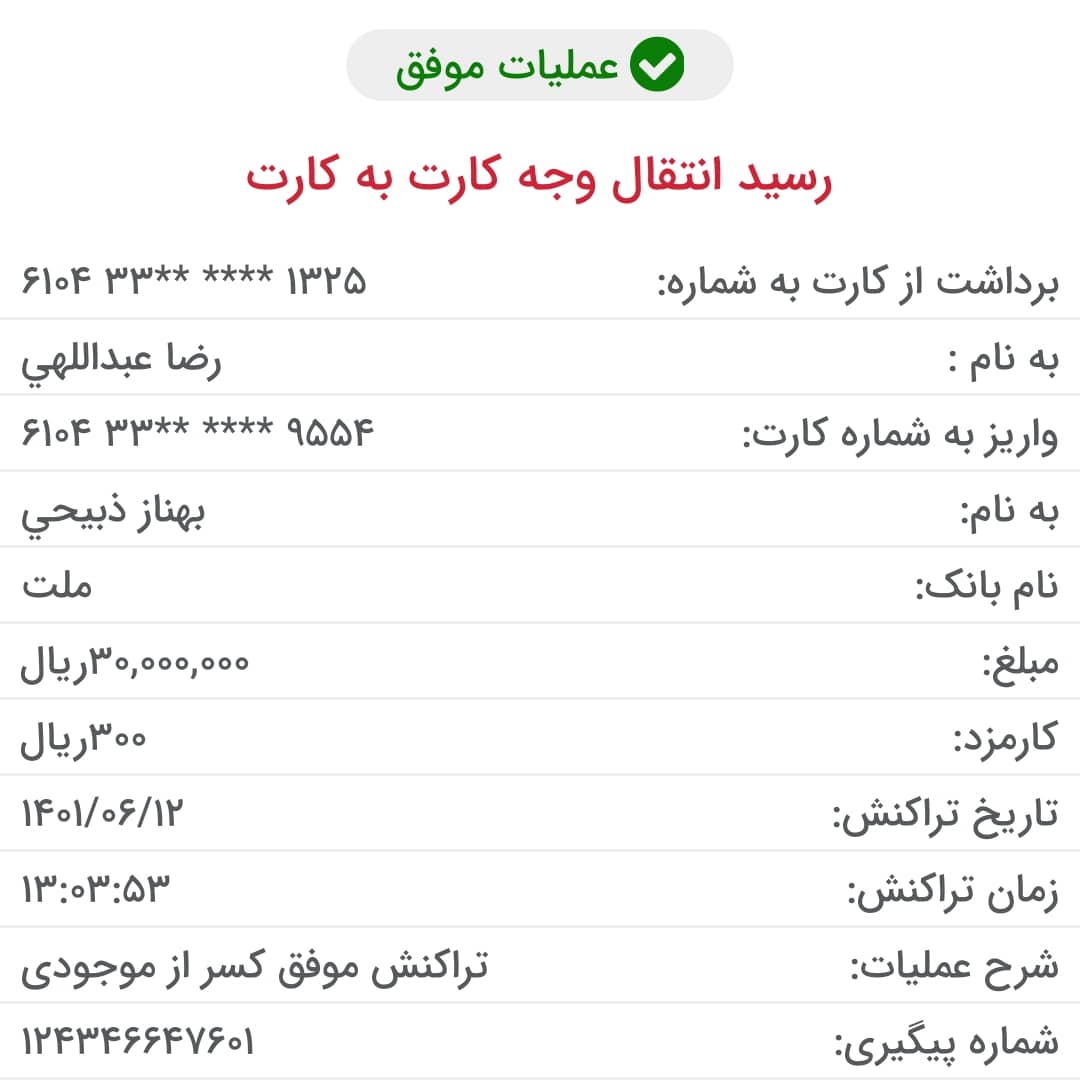 عملیات موفق
رسید انتقال وجه کارت به کارت
برداشت از کارت به شماره: ۶۱۰۴ ۳۳** **** ۱۳۲۵
به نام : رضا عبداللهي
واریز به شماره کارت: ۶۱۰۴ ۳۳** **** ۹۵۵۴
به نام: بهناز ذبيحي
نام بانک: ملت
مبلغ: ۳۰,۰۰۰,۰۰۰ریال
کارمزد: ۳۰۰ریال
تاریخ تراکنش: ۱۴۰۱/۰۶/۱۲
زمان تراکنش: ۱۳:۰۳:۵۳
شرح عملیات: تراکنش موفق کسر از موجودی
شماره پیگیری: ۱۲۴۳۴۶۶۴۷۶۰۱